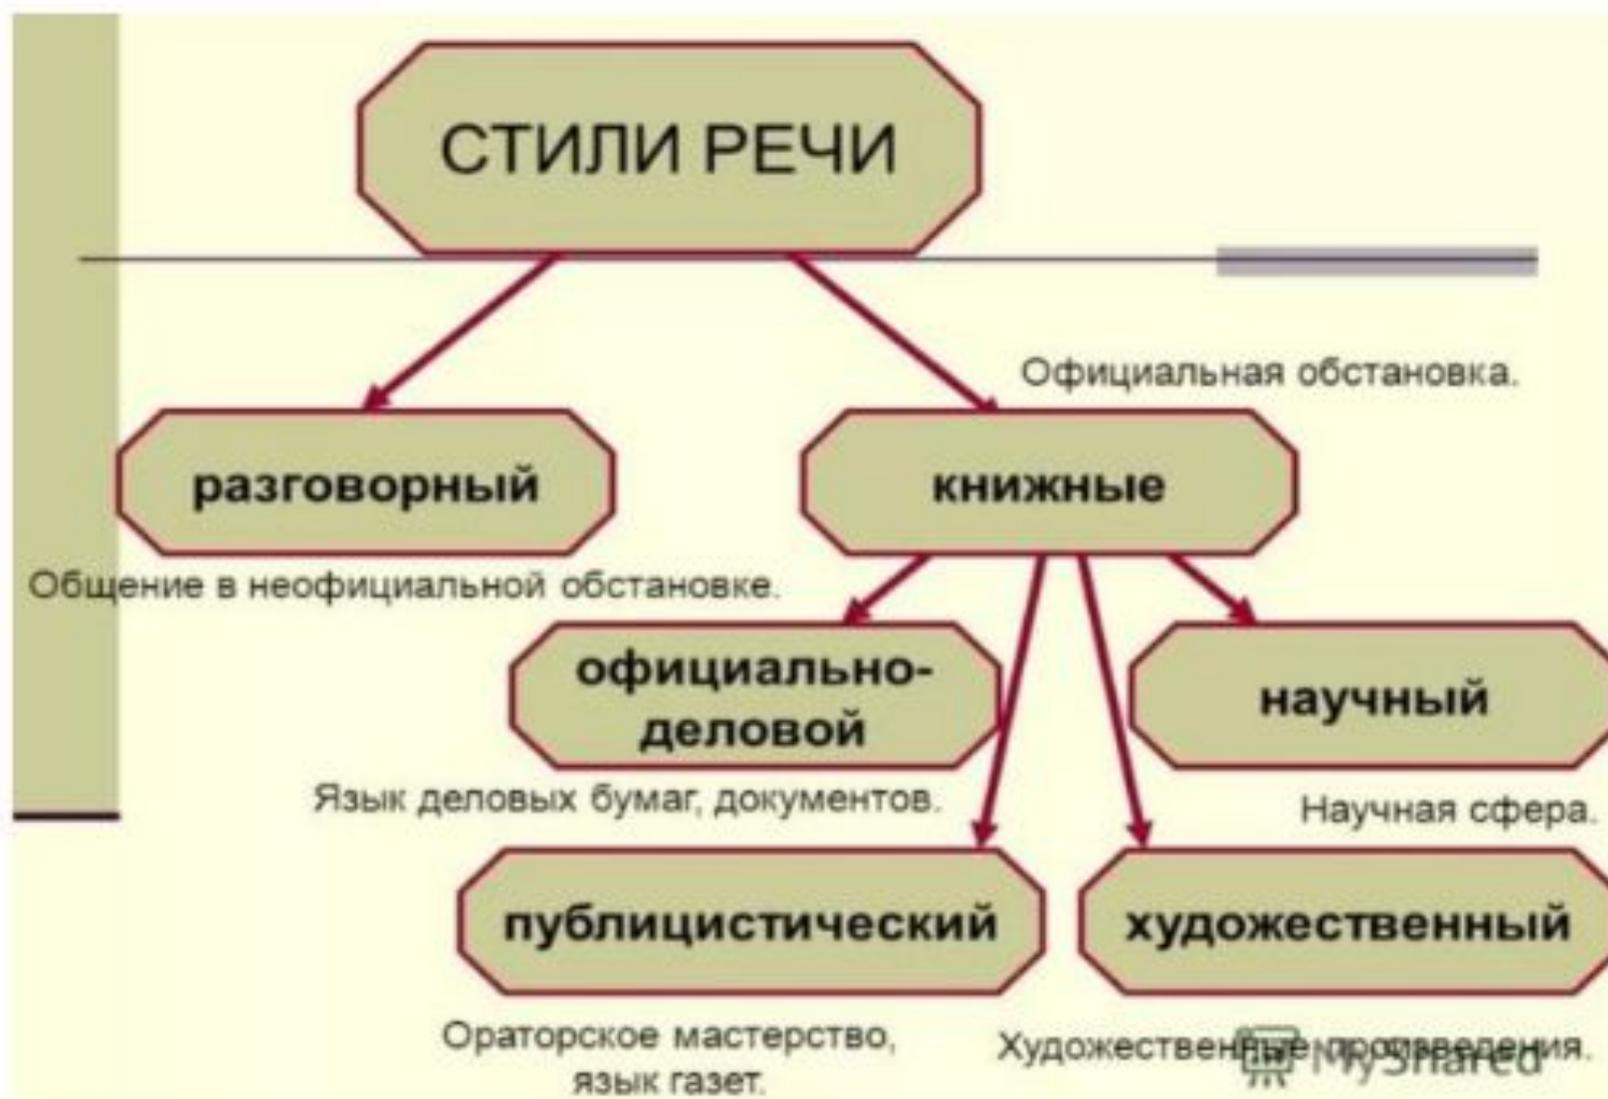 СТИЛИ РЕЧИ
Официальная обстановка.
разговорный
книжные
Общение в неофициальной обстановке.
официально-
деловой
научный
Язык деловых бумаг, документов.
Научная сфера.
публицистический
художественный
Ораторское мастерство,
язык газет.
Художественные произведения.
MyShared